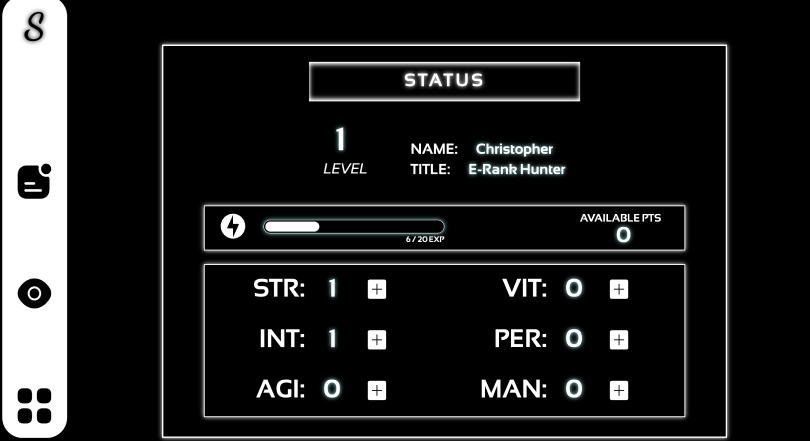 S
STATUS
1
LEVEL
NAME: Christopher
TITLE: E-Rank Hunter
AVAILABLE PTS
0
6 / 20 EXP
STR: 1 + VIT: 0 +
INT: 1 + PER: 0 +
AGI: 0 + MAN: 0 +